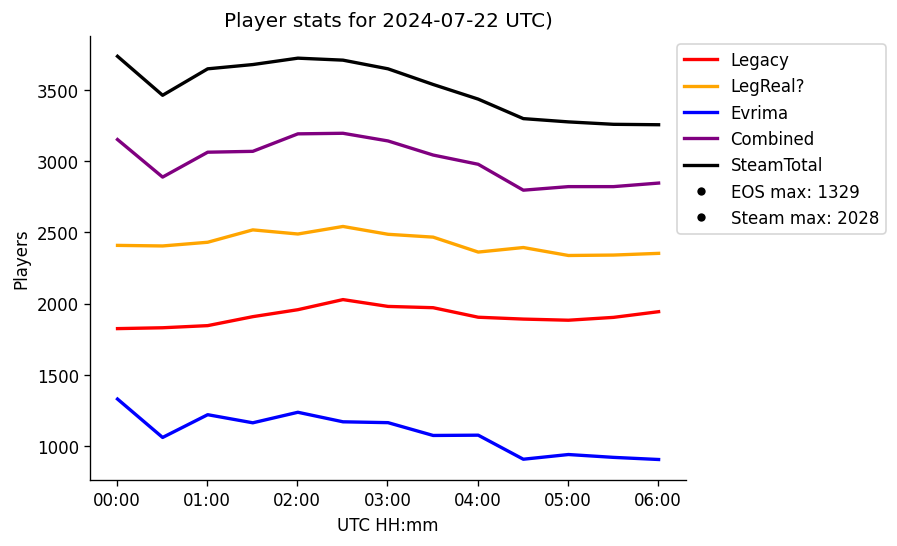 Player stats for 2024-07-22 UTC)
Legacy
LegReal?
Evrima
Combined
SteamTotal
EOS max: 1329
Steam max: 2028
Players
3500
3000
2500
2000
1500
1000
00:00 01:00 02:00 03:00 04:00 05:00 06:00
UTC HH:mm